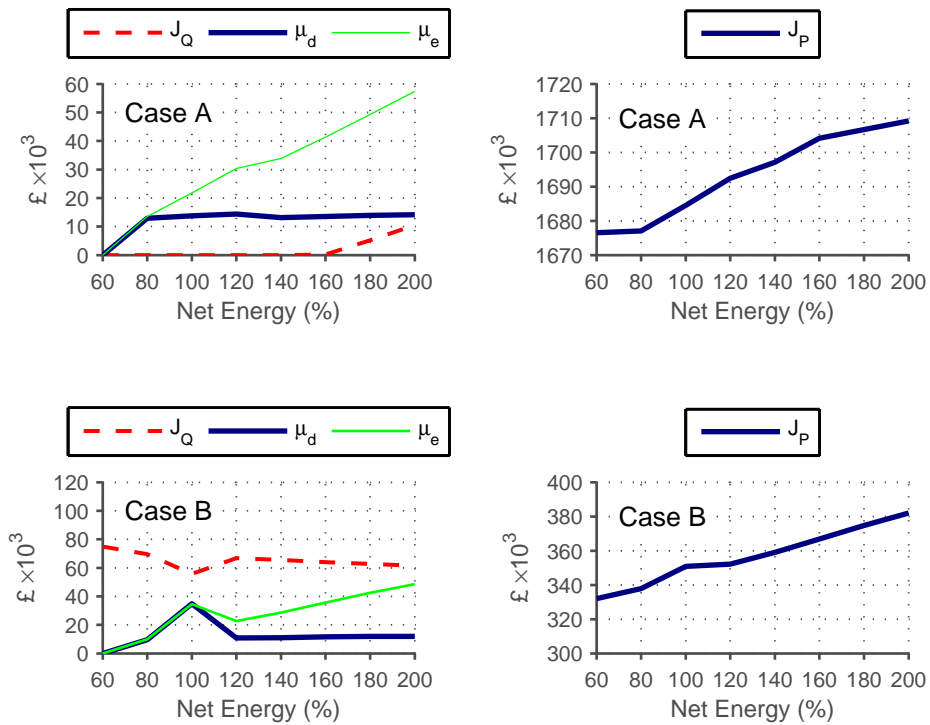 J_Q μ_d μ_e
J_P
£ ×10^3
60
50
40
30
20
10
0
Case A
60 80 100 120 140 160 180 200
Net Energy (%)
£ ×10^3
1720
1710
1700
1690
1680
1670
Case A
60 80 100 120 140 160 180 200
Net Energy (%)
J_Q μ_d μ_e
J_P
£ ×10^3
120
100
80
60
40
20
0
Case B
60 80 100 120 140 160 180 200
Net Energy (%)
£ ×10^3
400
380
360
340
320
300
Case B
60 80 100 120 140 160 180 200
Net Energy (%)